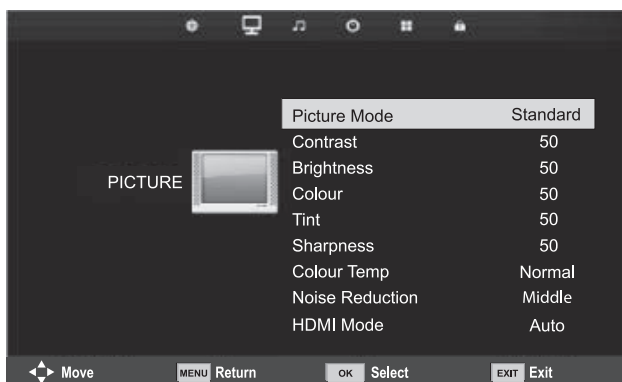 Picture Mode Standard
Contrast 50
Brightness 50
PICTURE
Colour 50
Tint 50
Sharpness 50
Colour Temp Normal
Noise Reduction Middle
HDMI Mode Auto
Move MENU Return OK Select EXIT Exit